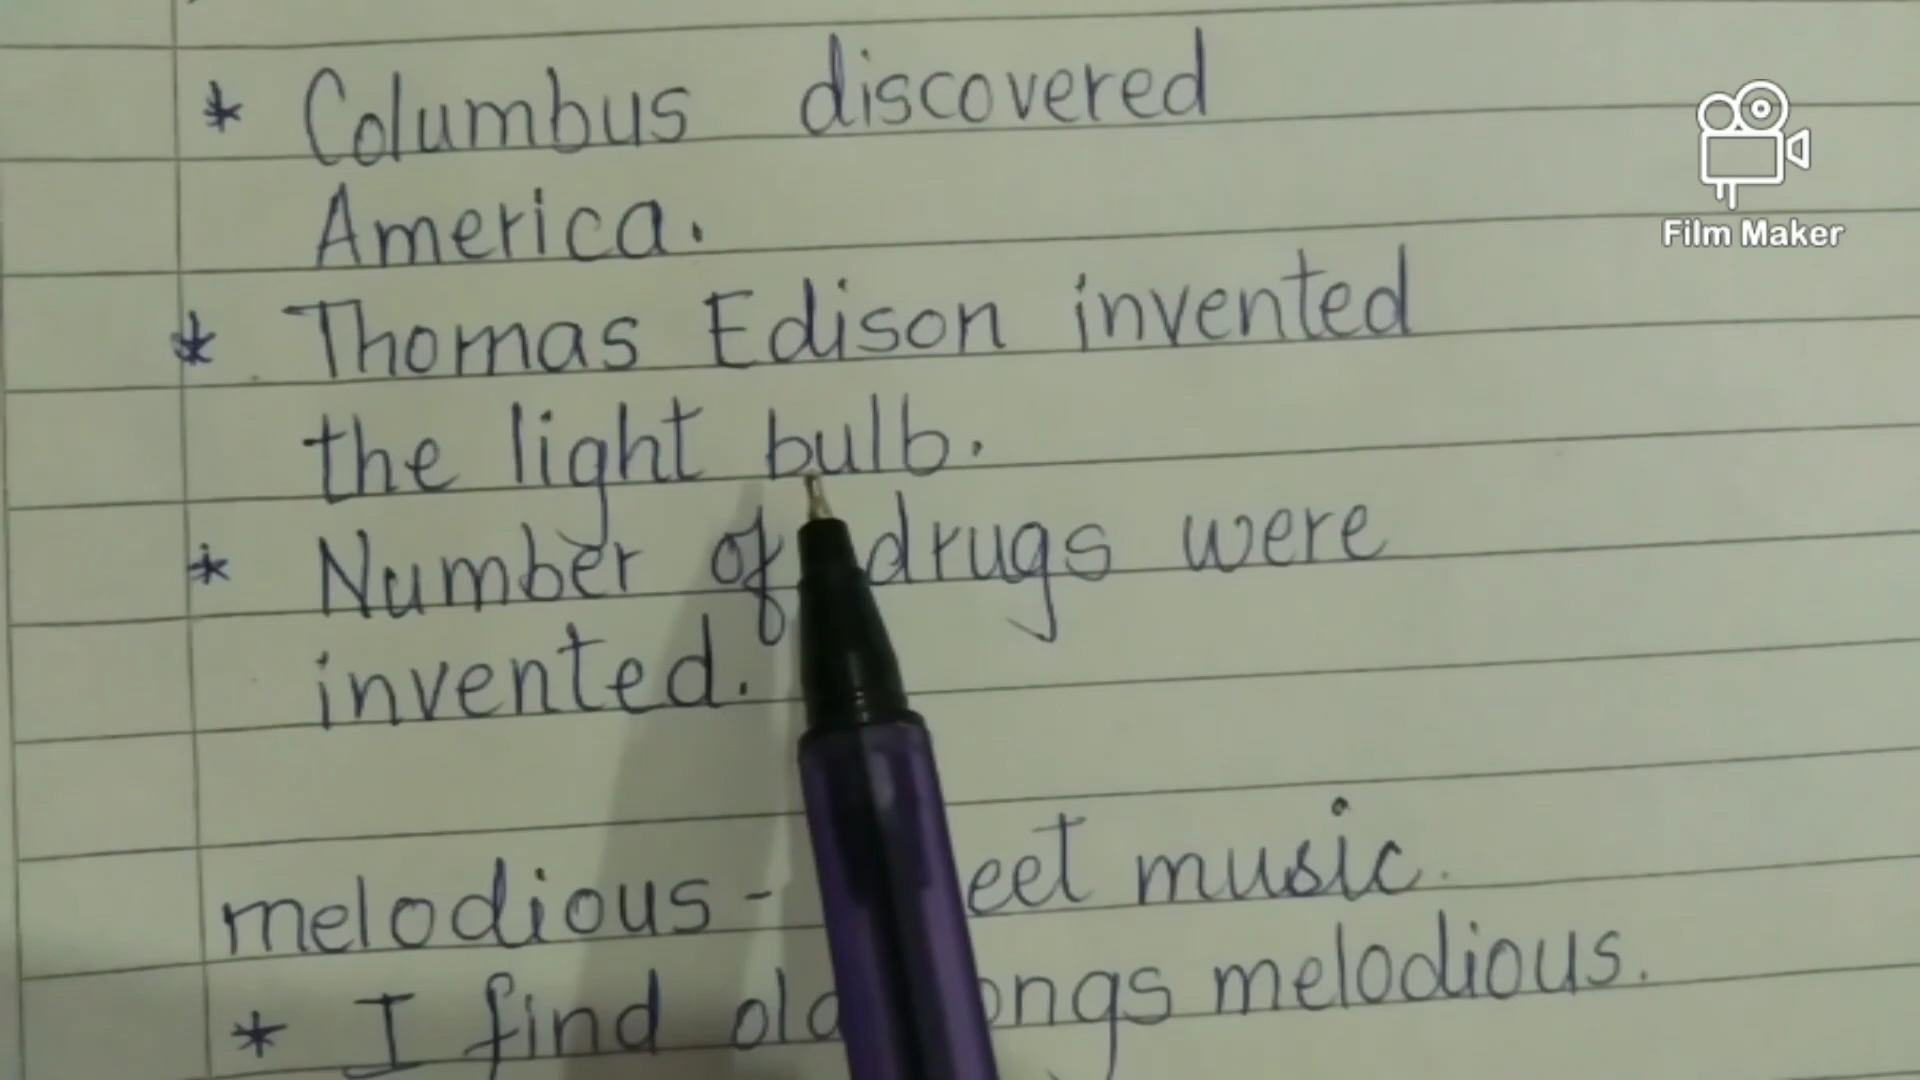 * Columbus discovered
America.
* Thomas Edison invented
the light bulb.
* Number of drugs were
invented.
melodious - eet music.
* I find old ongs melodious.
Film Maker